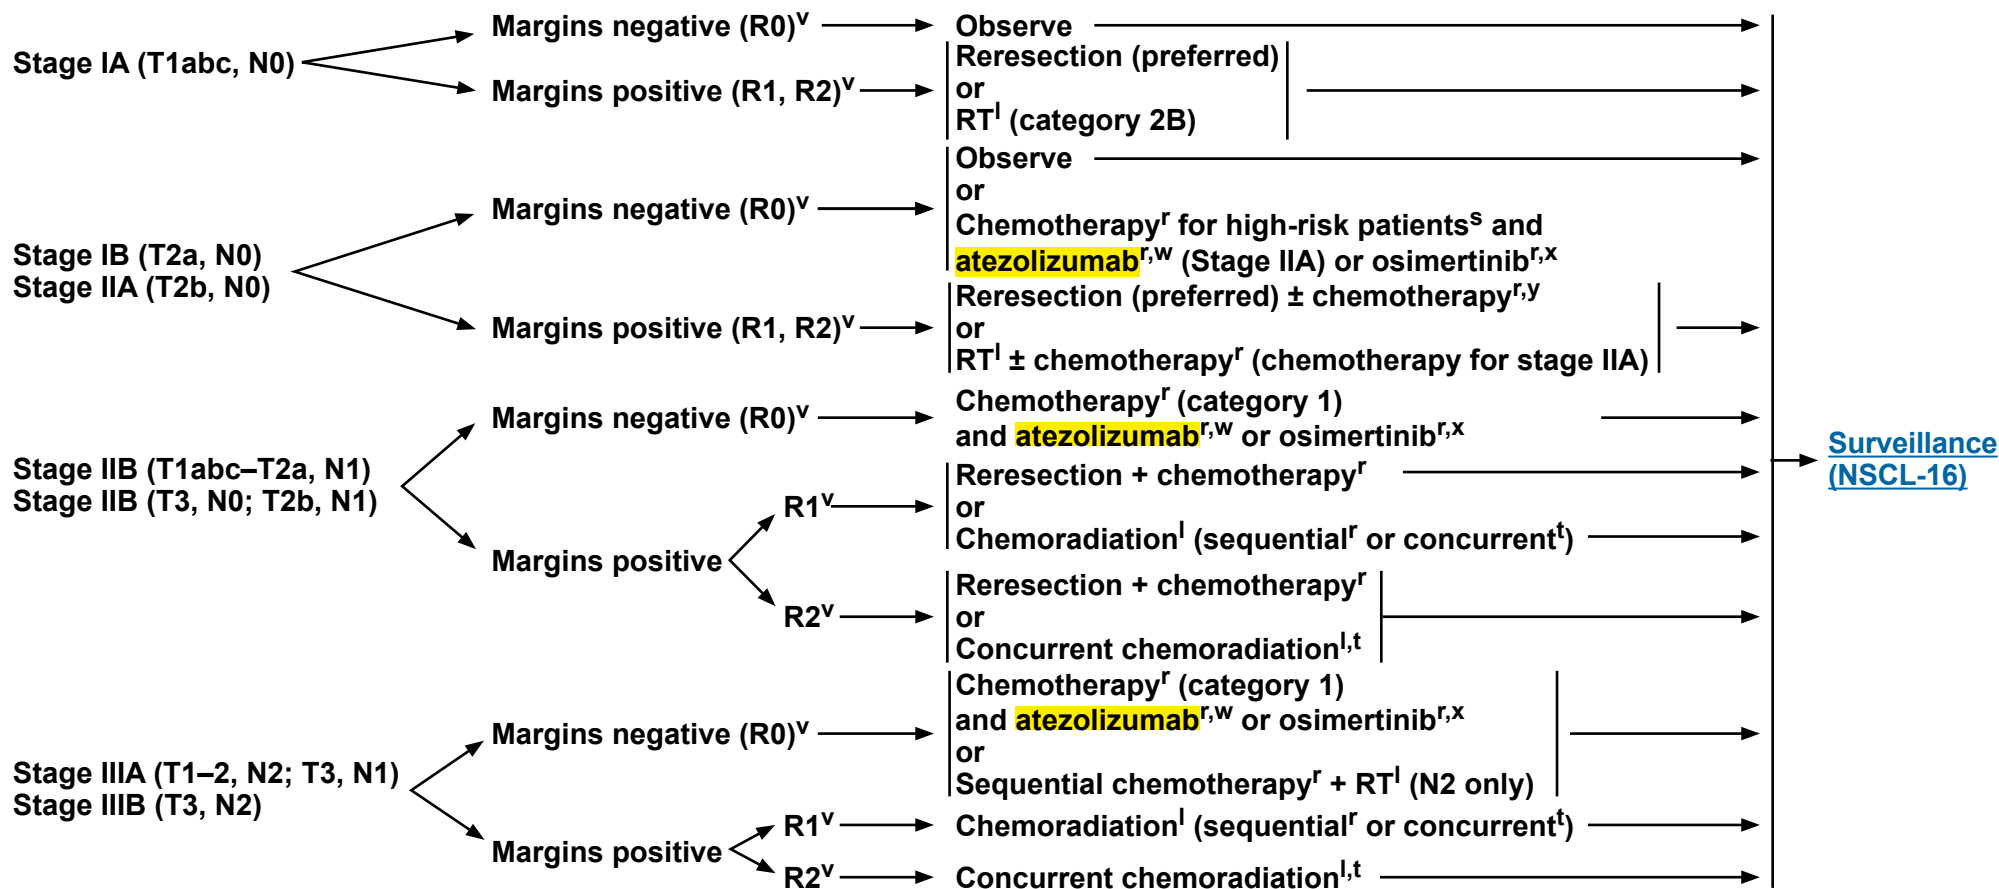 Stage IA (T1abc, N0)
Margins negative (R0)ᵛ
Observe
Margins positive (R1, R2)ᵛ
Reresection (preferred)
or
RTˡ (category 2B)
Stage IB (T2a, N0)
Stage IIA (T2b, N0)
Margins negative (R0)ᵛ
Observe
or
Chemotherapyʳ for high-risk patientsˢ and
atezolizumabʳ,ʷ (Stage IIA) or osimertinibʳ,ˣ
Margins positive (R1, R2)ᵛ
Reresection (preferred) ± chemotherapyʳ,ʸ
or
RTˡ ± chemotherapyʳ (chemotherapy for stage IIA)
Stage IIB (T1abc–T2a, N1)
Stage IIB (T3, N0; T2b, N1)
Margins negative (R0)ᵛ
Chemotherapyʳ (category 1)
and atezolizumabʳ,ʷ or osimertinibʳ,ˣ
Margins positive
R1ᵛ
Reresection + chemotherapyʳ
or
Chemoradiationˡ (sequentialʳ or concurrentᵗ)
R2ᵛ
Reresection + chemotherapyʳ
or
Concurrent chemoradiationˡ,ᵗ
Stage IIIA (T1–2, N2; T3, N1)
Stage IIIB (T3, N2)
Margins negative (R0)ᵛ
Chemotherapyʳ (category 1)
and atezolizumabʳ,ʷ or osimertinibʳ,ˣ
or
Sequential chemotherapyʳ + RTˡ (N2 only)
Margins positive
R1ᵛ
Chemoradiationˡ (sequentialʳ or concurrentᵗ)
R2ᵛ
Concurrent chemoradiationˡ,ᵗ
Surveillance
(NSCL-16)